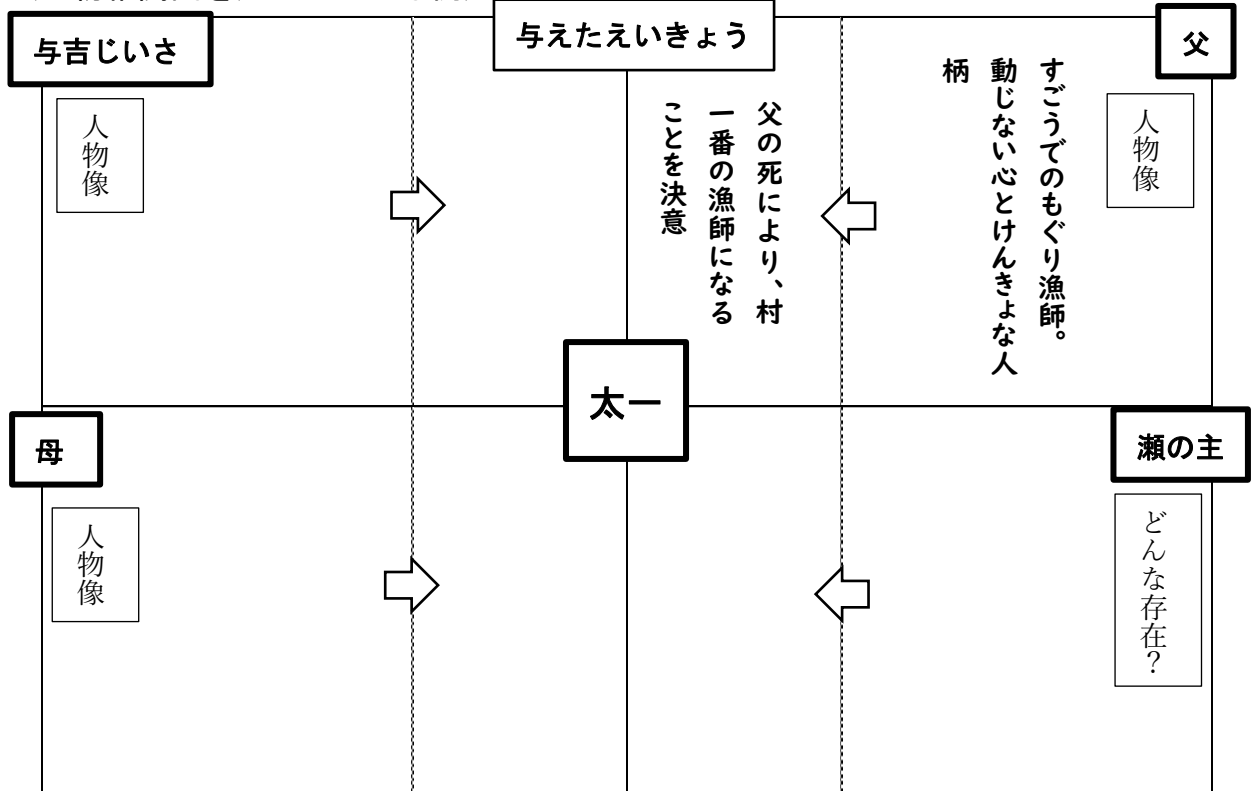 父
人物像
すごうでのもぐり漁師。
動じない心とけんきょな人
柄
与えたえいきょう
父の死により、村
一番の漁師になる
ことを決意
与吉じいさ
人物像
太一
瀬の主
どんな存在？
母
人物像